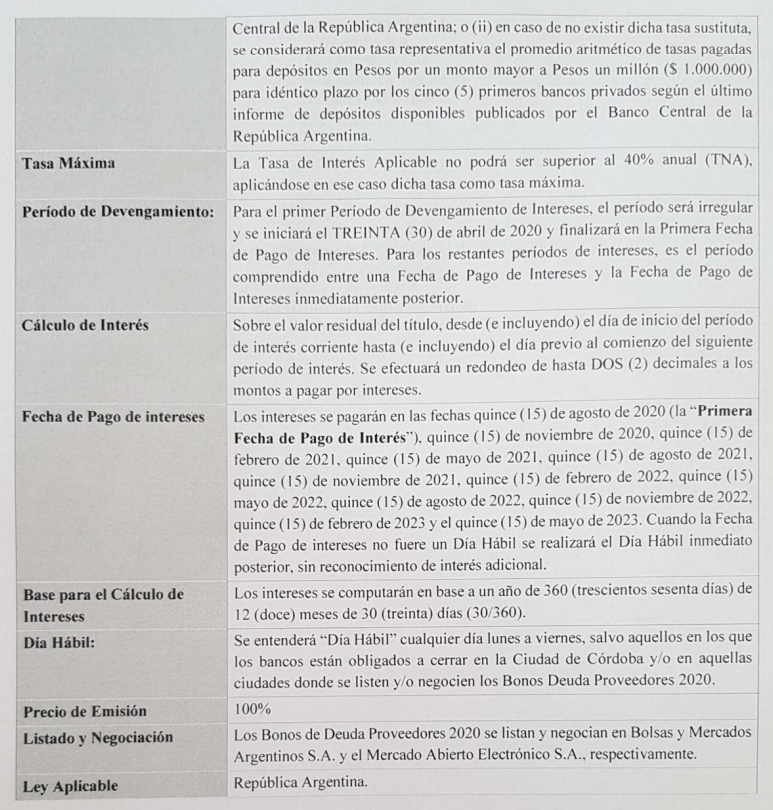 Central de la República Argentina; o (ii) en caso de no existir dicha tasa sustituta,
se considerará como tasa representativa el promedio aritmético de tasas pagadas
para depósitos en Pesos por un monto mayor a Pesos un millón ($ 1.000.000)
para idéntico plazo por los cinco (5) primeros bancos privados según el último
informe de depósitos disponibles publicados por el Banco Central de la
República Argentina.
Tasa Máxima
La Tasa de Interés Aplicable no podrá ser superior al 40% anual (TNA),
aplicándose en ese caso dicha tasa como tasa máxima.
Período de Devengamiento:
Para el primer Período de Devengamiento de Intereses, el período será irregular
y se iniciará el TREINTA (30) de abril de 2020 y finalizará en la Primera Fecha
de Pago de Intereses. Para los restantes períodos de intereses, es el período
comprendido entre una Fecha de Pago de Intereses y la Fecha de Pago de
Intereses inmediatamente posterior.
Cálculo de Interés
Sobre el valor residual del título, desde (e incluyendo) el día de inicio del período
de interés corriente hasta (e incluyendo) el día previo al comienzo del siguiente
período de interés. Se efectuará un redondeo de hasta DOS (2) decimales a los
montos a pagar por intereses.
Fecha de Pago de intereses
Los intereses se pagarán en las fechas quince (15) de agosto de 2020 (la “Primera
Fecha de Pago de Interés”), quince (15) de noviembre de 2020, quince (15) de
febrero de 2021, quince (15) de mayo de 2021, quince (15) de agosto de 2021,
quince (15) de noviembre de 2021, quince (15) de febrero de 2022, quince (15)
mayo de 2022, quince (15) de agosto de 2022, quince (15) de noviembre de 2022,
quince (15) de febrero de 2023 y el quince (15) de mayo de 2023. Cuando la Fecha
de Pago de intereses no fuere un Día Hábil se realizará el Día Hábil inmediato
posterior, sin reconocimiento de interés adicional.
Base para el Cálculo de
Intereses
Los intereses se computarán en base a un año de 360 (trescientos sesenta días) de
12 (doce) meses de 30 (treinta) días (30/360).
Día Hábil:
Se entenderá “Día Hábil” cualquier día lunes a viernes, salvo aquellos en los que
los bancos están obligados a cerrar en la Ciudad de Córdoba y/o en aquellas
ciudades donde se listen y/o negocien los Bonos Deuda Proveedores 2020.
Precio de Emisión
100%
Listado y Negociación
Los Bonos de Deuda Proveedores 2020 se listan y negocian en Bolsas y Mercados
Argentinos S.A. y el Mercado Abierto Electrónico S.A., respectivamente.
Ley Aplicable
República Argentina.